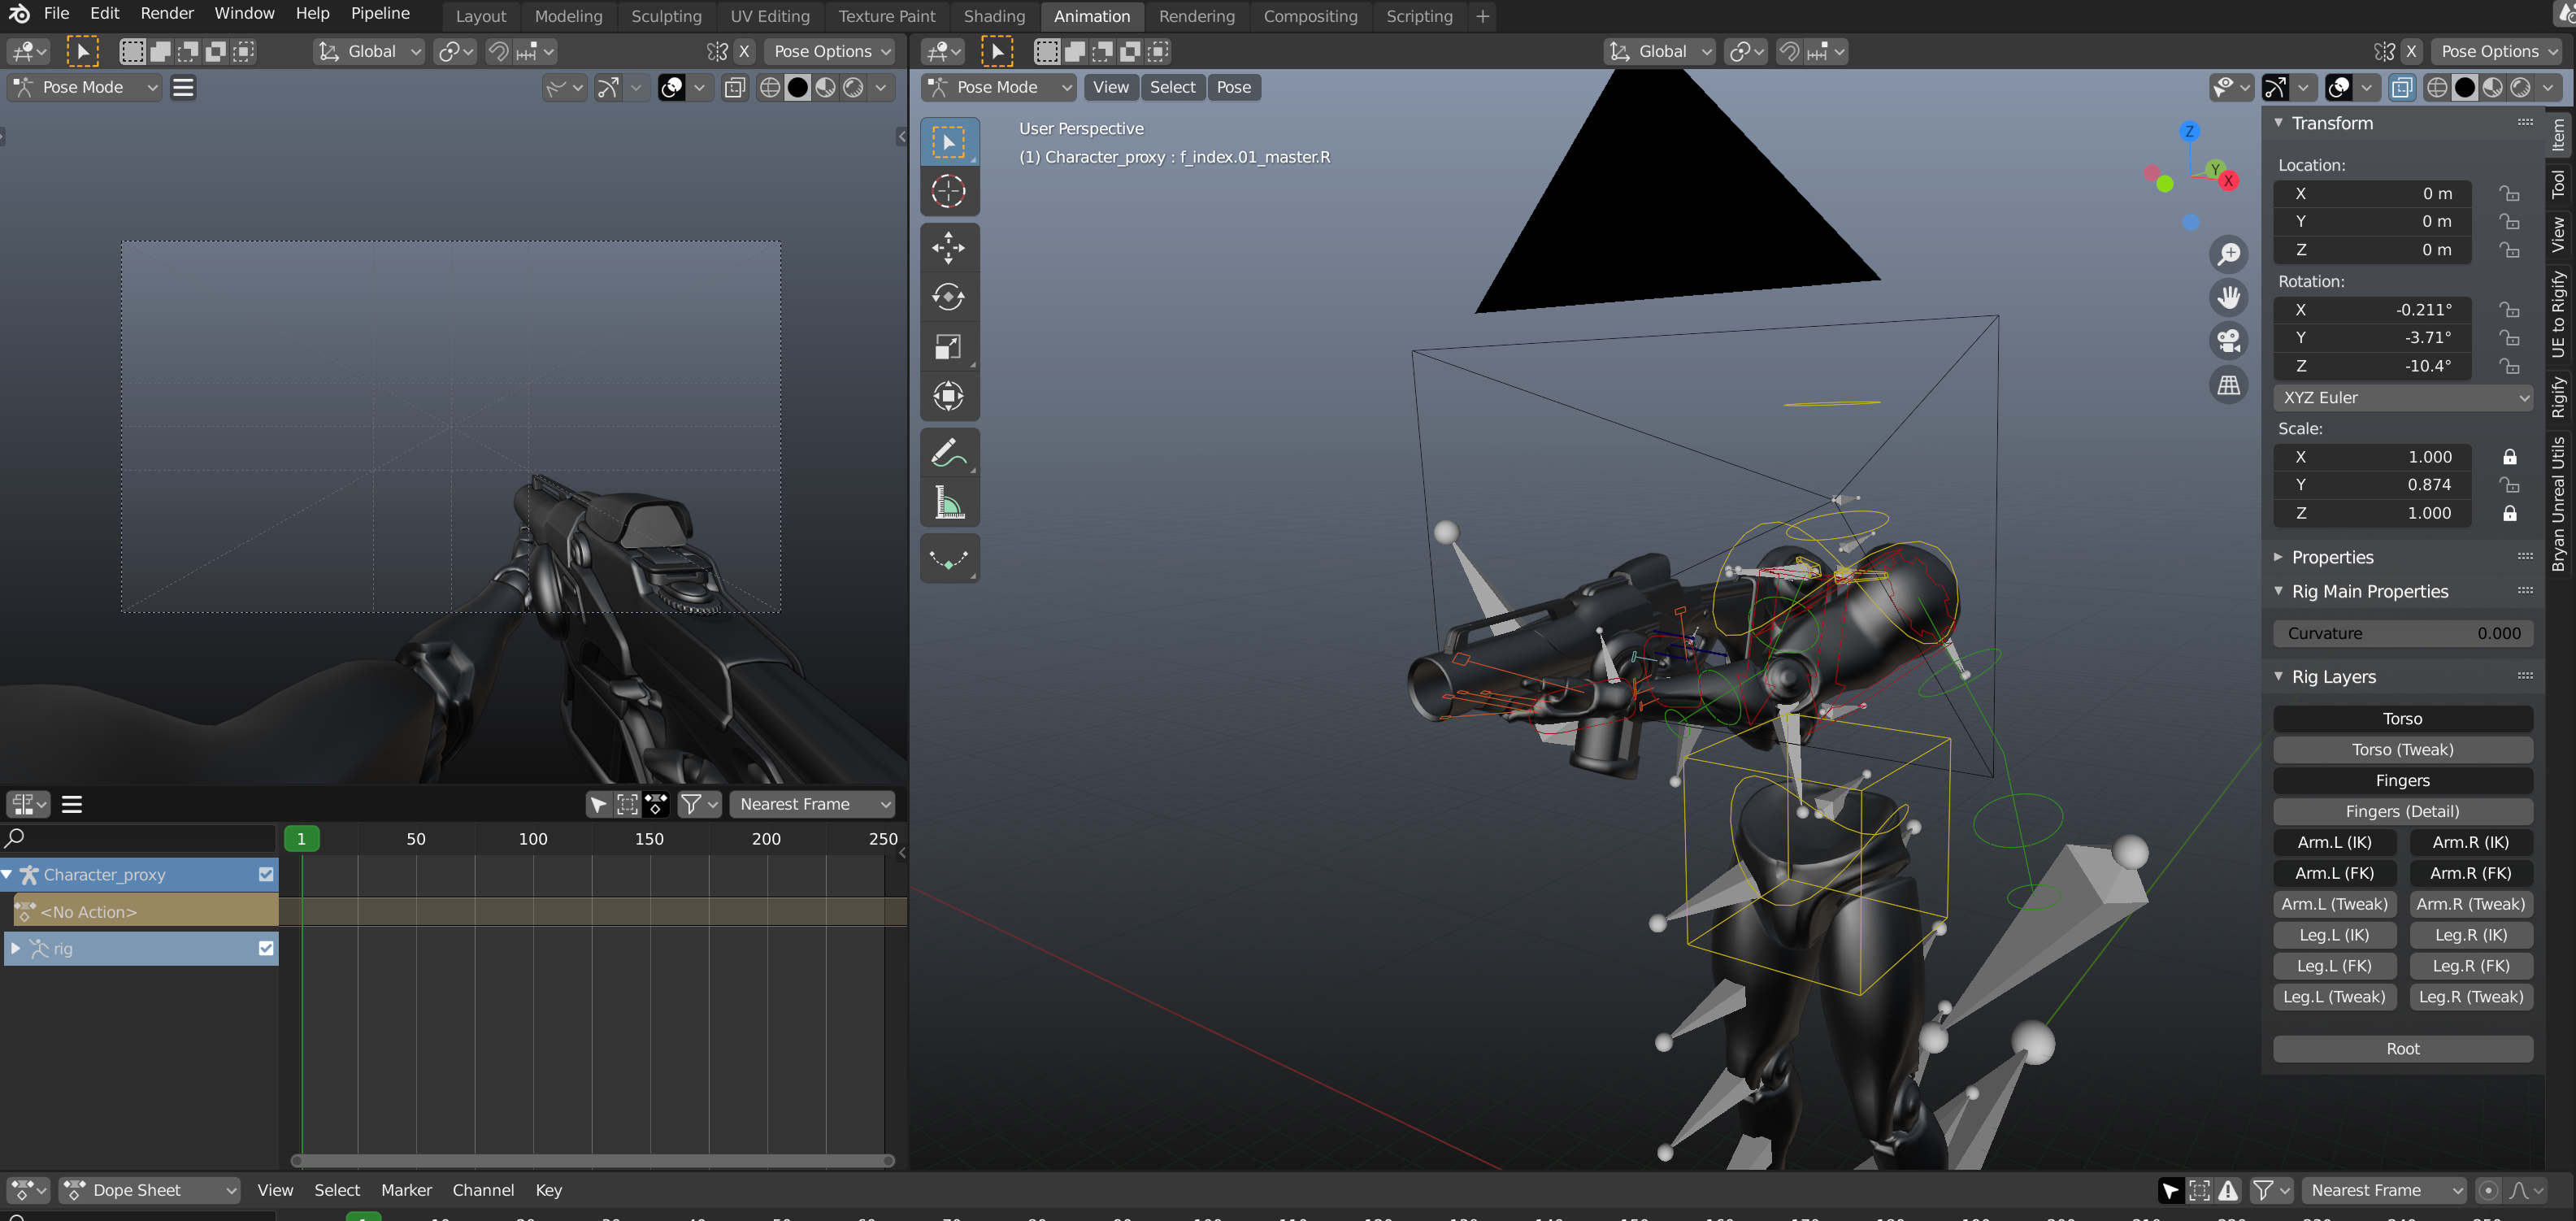 File Edit Render Window Help Pipeline
Layout Modeling Sculpting UV Editing Texture Paint Shading Animation Rendering Compositing Scripting +
Global X Pose Options
Global X Pose Options
Pose Mode
Pose Mode View Select Pose
User Perspective
(1) Character_proxy : f_index.01_master.R
Z
Y
X
Transform
Location:
X 0 m
Y 0 m
Z 0 m
Rotation:
X -0.211°
Y -3.71°
Z -10.4°
XYZ Euler
Scale:
X 1.000
Y 0.874
Z 1.000
Properties
Rig Main Properties
Curvature 0.000
Rig Layers
Torso
Torso (Tweak)
Fingers
Fingers (Detail)
Arm.L (IK) Arm.R (IK)
Arm.L (FK) Arm.R (FK)
Arm.L (Tweak) Arm.R (Tweak)
Leg.L (IK) Leg.R (IK)
Leg.L (FK) Leg.R (FK)
Leg.L (Tweak) Leg.R (Tweak)
Root
Item
Tool
View
UE to Rigify
Rigify
Bryan Unreal Utils
Nearest Frame
1 50 100 150 200 250
Character_proxy
<No Action>
rig
Dope Sheet View Select Marker Channel Key
Nearest Frame